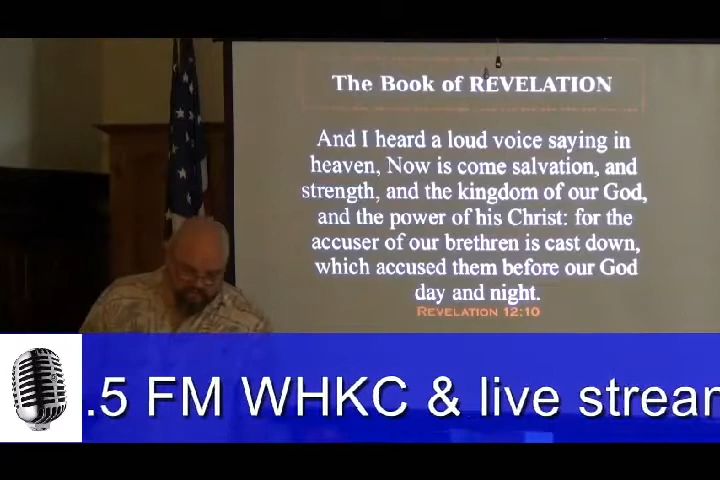 The Book of REVELATION
And I heard a loud voice saying in
heaven, Now is come salvation, and
strength, and the kingdom of our God,
and the power of his Christ: for the
accuser of our brethren is cast down,
which accused them before our God
day and night.
REVELATION 12:10
.5 FM WHKC & live strear